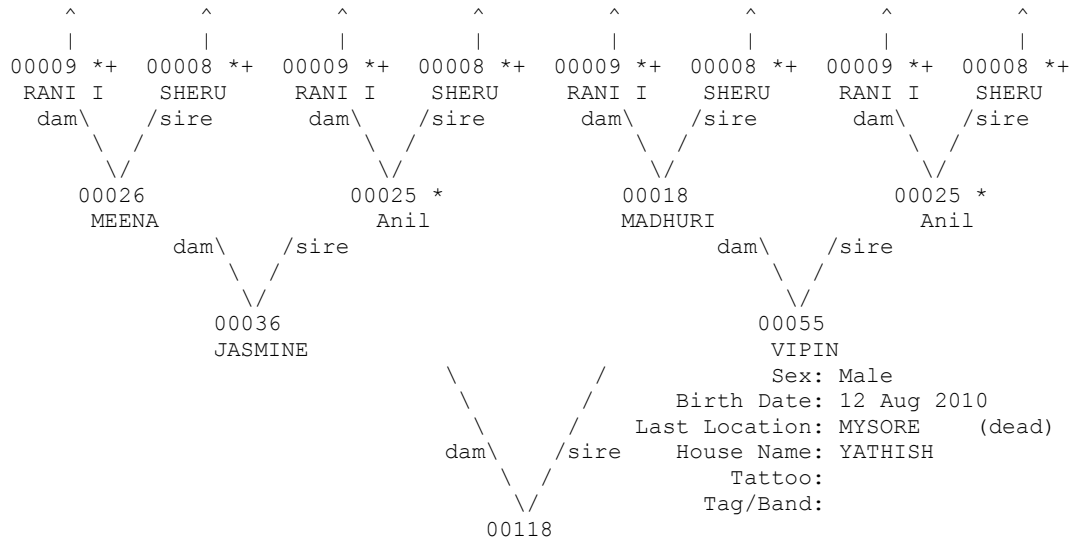 ^ ^ ^ ^ ^ ^ ^ ^
| | | | | | | |
00009 *+ 00008 *+ 00009 *+ 00008 *+ 00009 *+ 00008 *+ 00009 *+ 00008 *+
RANI I SHERU RANI I SHERU RANI I SHERU RANI I SHERU
dam\ /sire dam\ /sire dam\ /sire dam\ /sire
\ / \ / \ / \ /
\/ \/ \/ \/
00026 00025 * 00018 00025 *
MEENA Anil MADHURI Anil
dam\ /sire dam\ /sire
\ / \ /
\/ \/
00036 00055
JASMINE VIPIN
\ / Sex: Male
\ / Birth Date: 12 Aug 2010
\ / Last Location: MYSORE (dead)
dam\ /sire House Name: YATHISH
\ / Tattoo:
\/ Tag/Band:
00118